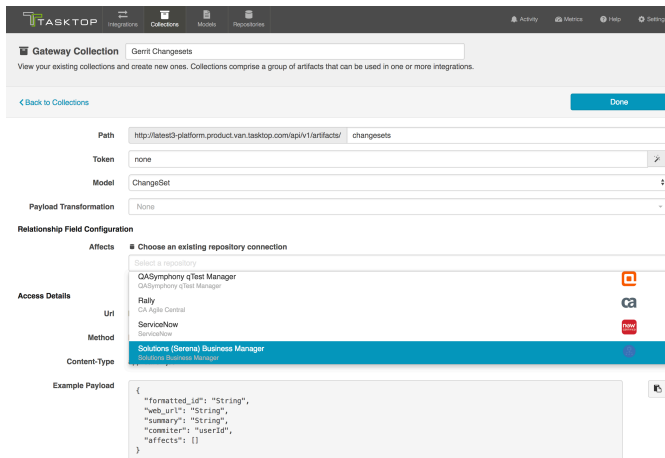 TASKTOP
Integrations
Collections
Models
Repositories
Activity
Metrics
Help
Setting
Gateway Collection
Gerrit Changesets
View your existing collections and create new ones. Collections comprise a group of artifacts that can be used in one or more integrations.
Back to Collections
Done
Path
http://latest3-platform.product.van.tasktop.com/api/v1/artifacts/
changesets
Token
none
Model
ChangeSet
Payload Transformation
None
Relationship Field Configuration
Affects
Choose an existing repository connection
Select a repository
QASymphony qTest Manager
QASymphony qTest Manager
Rally
CA Agile Central
ca
ServiceNow
ServiceNow
now
Solutions (Serena) Business Manager
Solutions Business Manager
Access Details
Url
Method
Content-Type
Example Payload
{
"formatted_id": "String",
"web_url": "String",
"summary": "String",
"commiter": "userId",
"affects": []
}